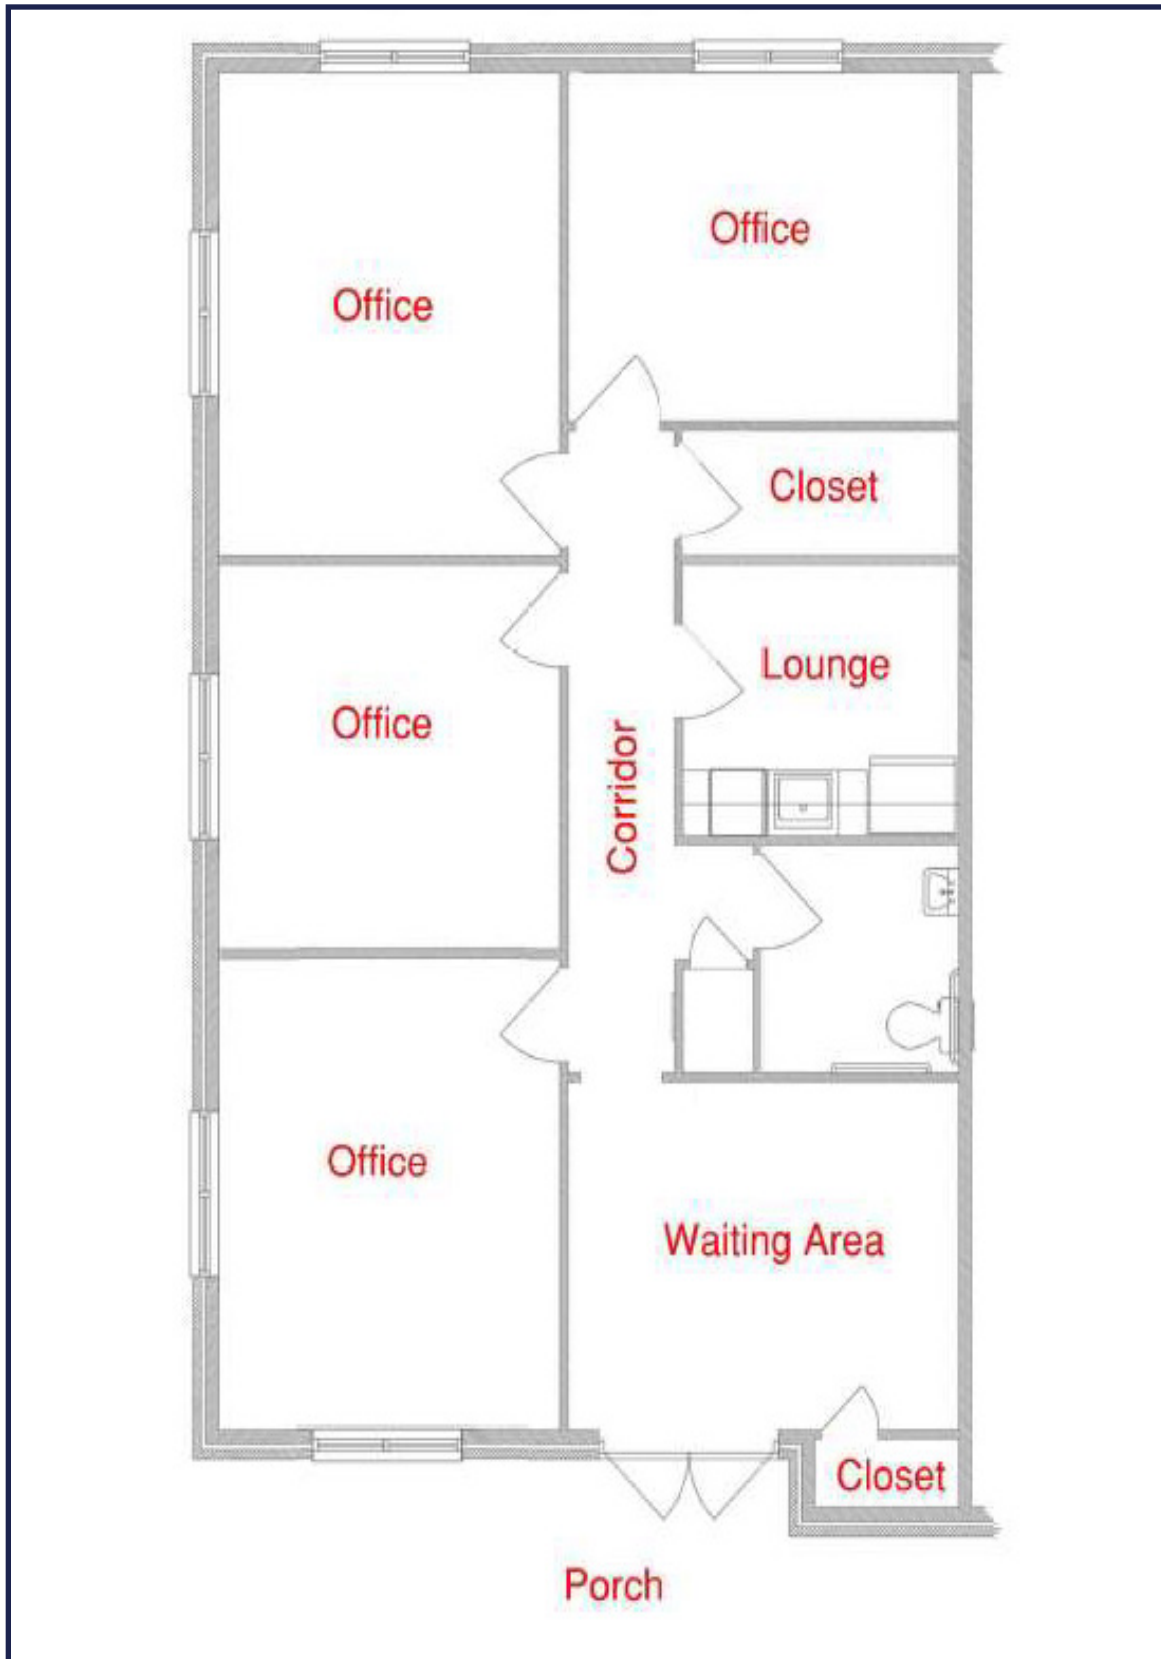 Office
Office
Closet
Lounge
Office
Corridor
Office
Waiting Area
Closet
Porch